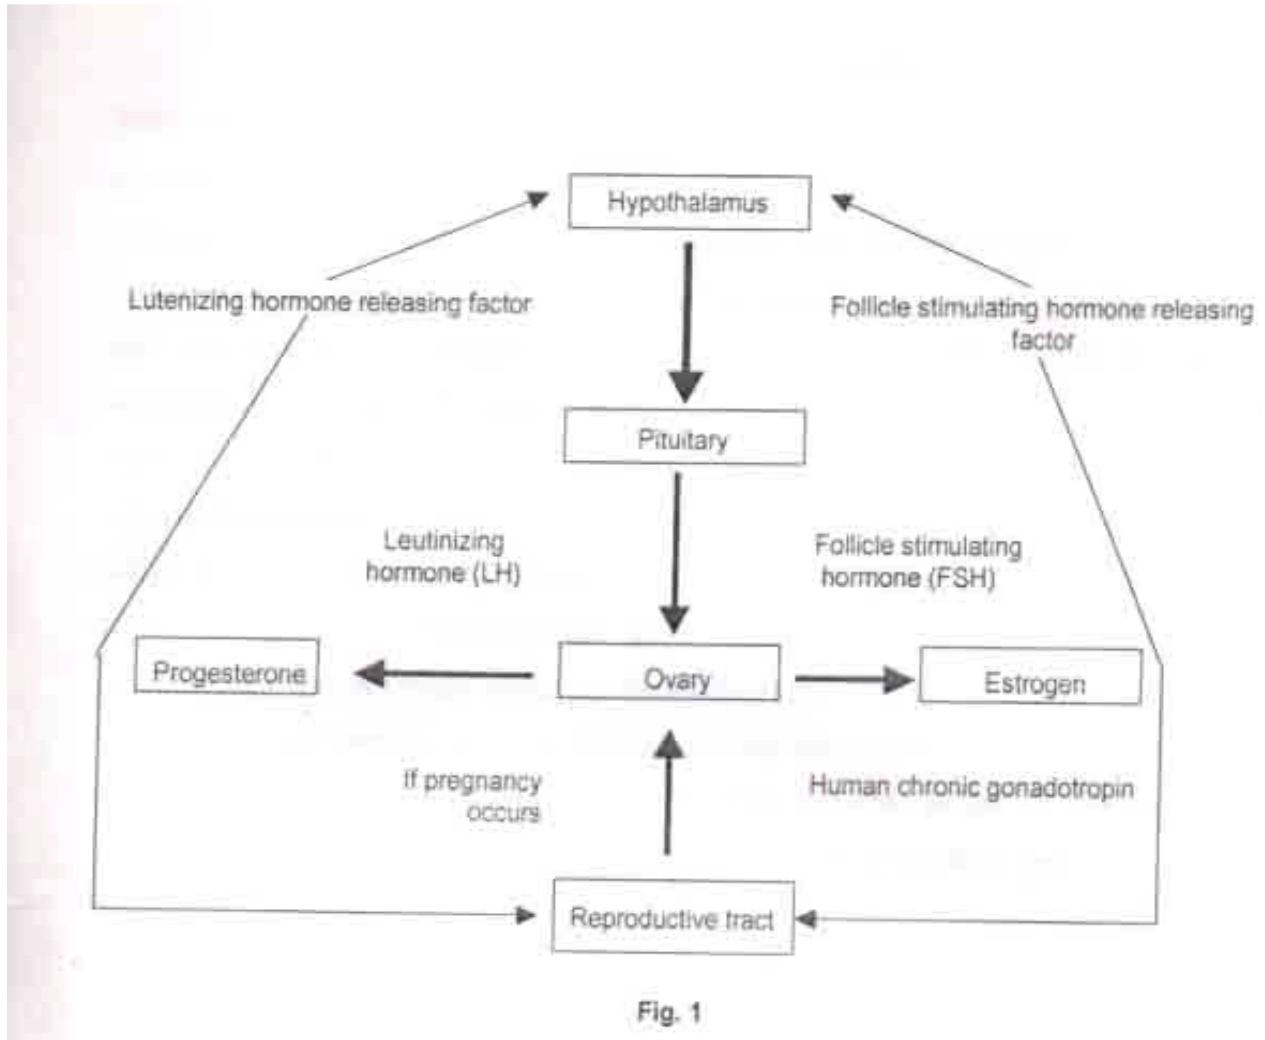 Hypothalamus
Lutenizing hormone releasing factor
Follicle stimulating hormone releasing
factor
Pituitary
Leutinizing
hormone (LH)
Follicle stimulating
hormone (FSH)
Progesterone
Ovary
Estrogen
If pregnancy
occurs
Human chronic gonadotropin
Reproductive tract
Fig. 1